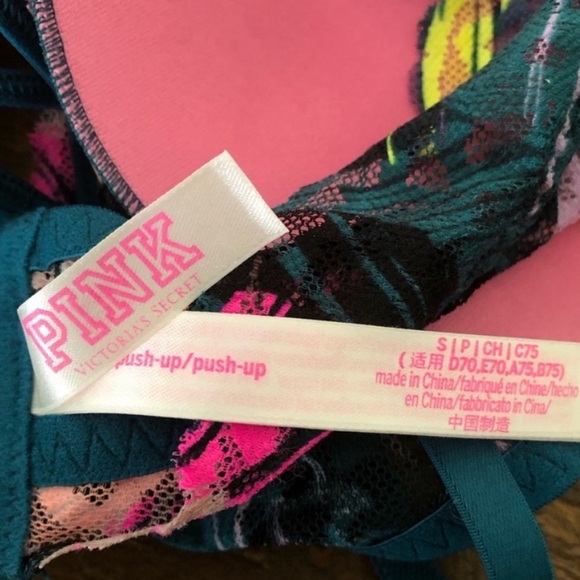 PINK
VICTORIA'S SECRET
push-up/push-up
S|P|CH|C75
(适用 D70,E70,A75,B75)
made in China/fabriqué en Chine/hecho
en China/fabbricato in Cina/
中国制造